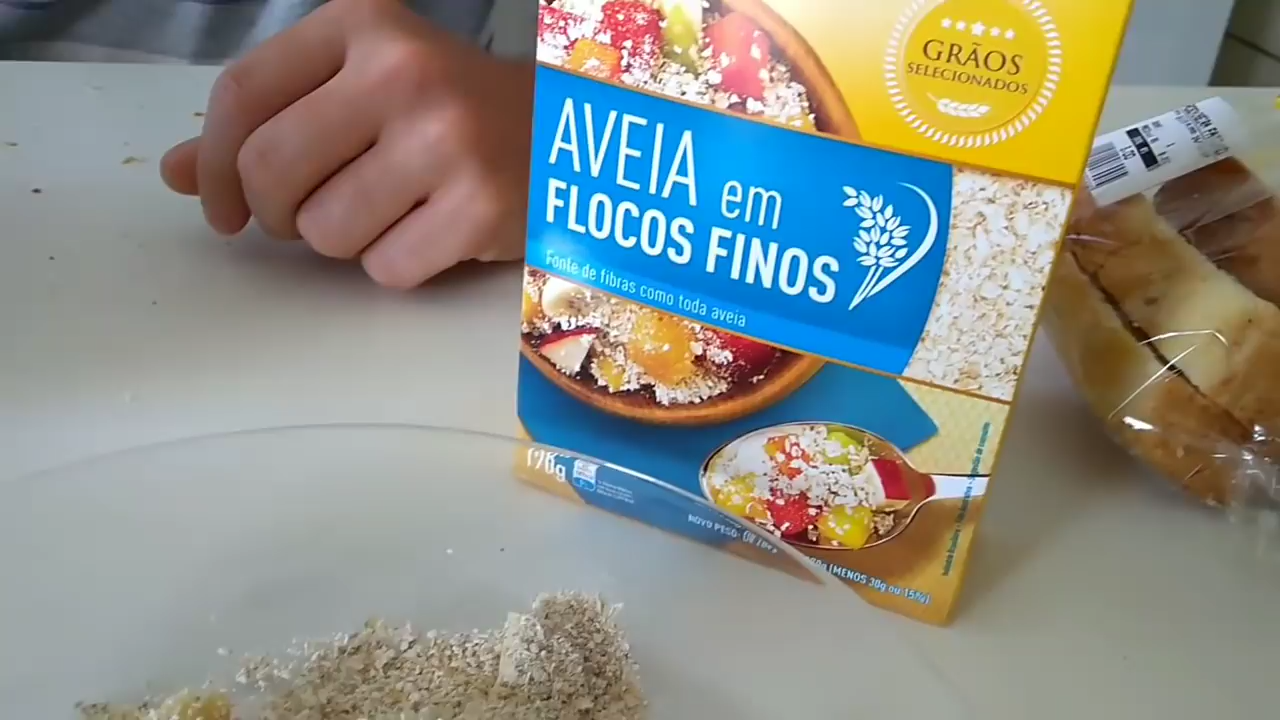 GRÃOS
SELECIONADOS
AVEIA em
FLOCOS FINOS
Fonte de fibras como toda aveia
170g
NOVO PESO:
(MENOS 30g ou 15%)